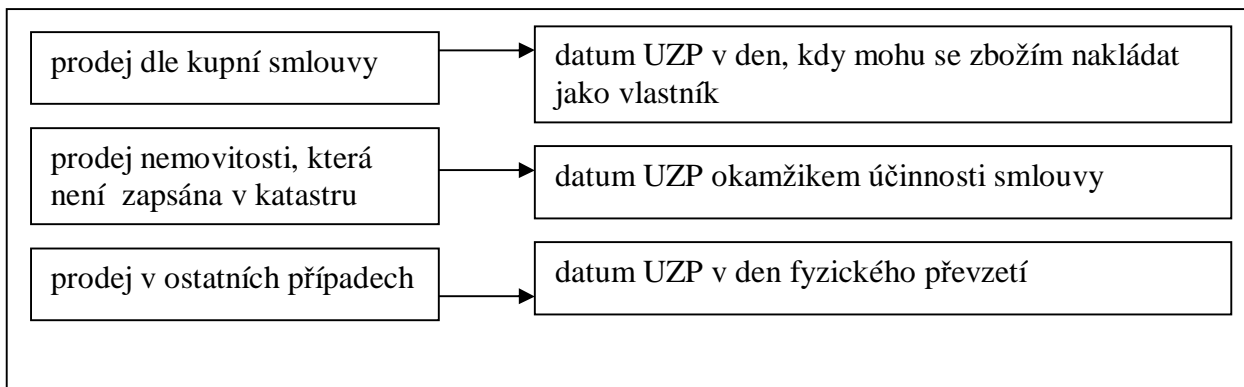 prodej dle kupní smlouvy
datum UZP v den, kdy mohu se zbožím nakládat
jako vlastník
prodej nemovitosti, která
není zapsána v katastru
datum UZP okamžikem účinnosti smlouvy
prodej v ostatních případech
datum UZP v den fyzického převzetí